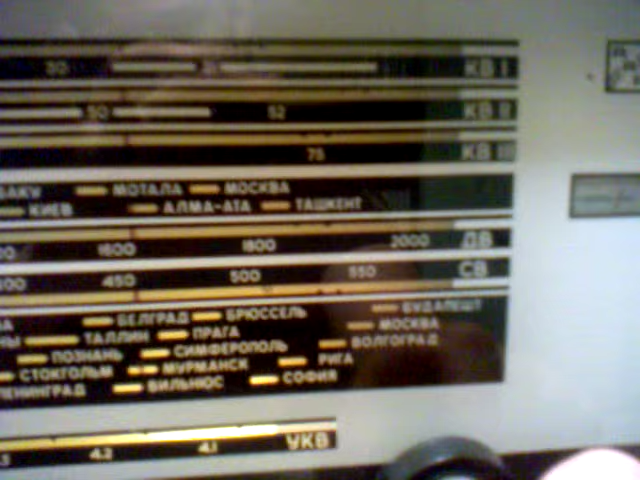 30 КВ I
50 52 КВ II
75 КВ III
БАКУ МОТАЛА МОСКВА
КИЕВ АЛМА-АТА ТАШКЕНТ
1600 1800 2000 ДВ
450 500 550 СВ
БЕЛГРАД БРЮССЕЛЬ БУДАПЕШТ
ТАЛЛИН ПРАГА МОСКВА
ПОЗНАНЬ СИМФЕРОПОЛЬ ВОЛГОГРАД
СТОКГОЛЬМ МУРМАНСК РИГА
ЛЕНИНГРАД ВИЛЬНЮС СОФИЯ
4.2 4.1 УКВ